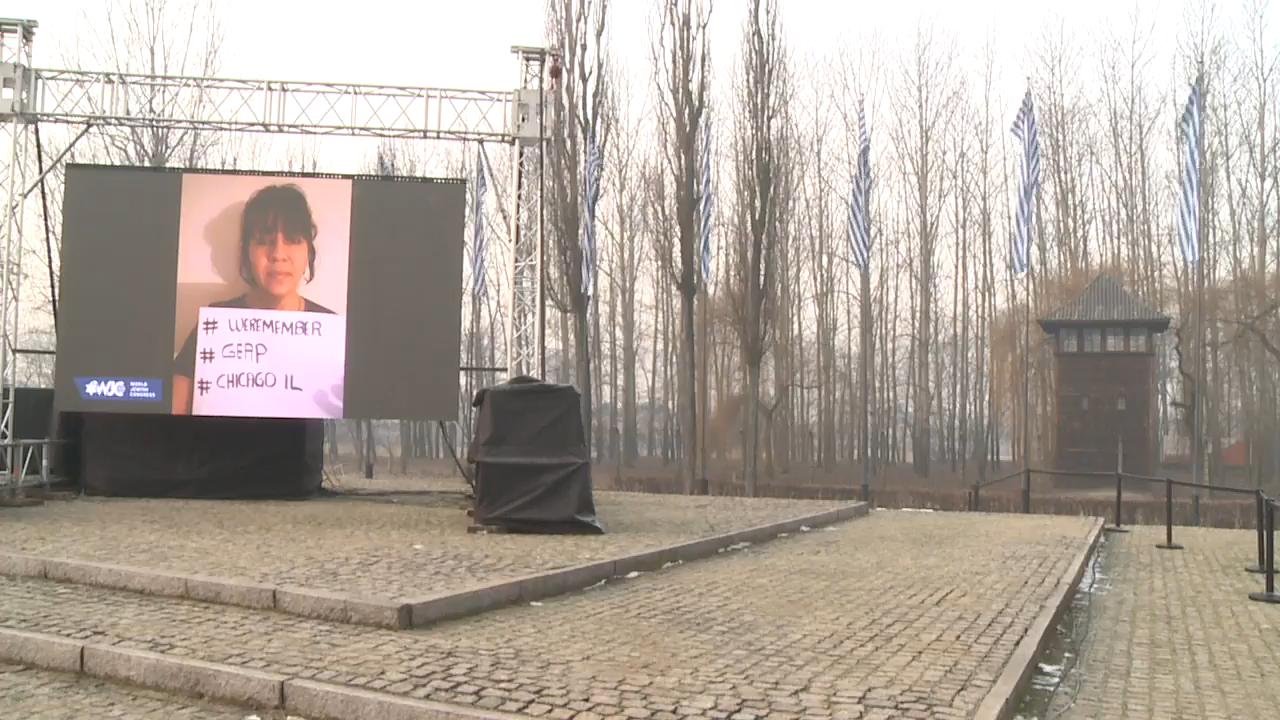 # WEREMEMBER
# GEAP
# CHICAGO IL
WJC
WORLD
JEWISH
CONGRESS